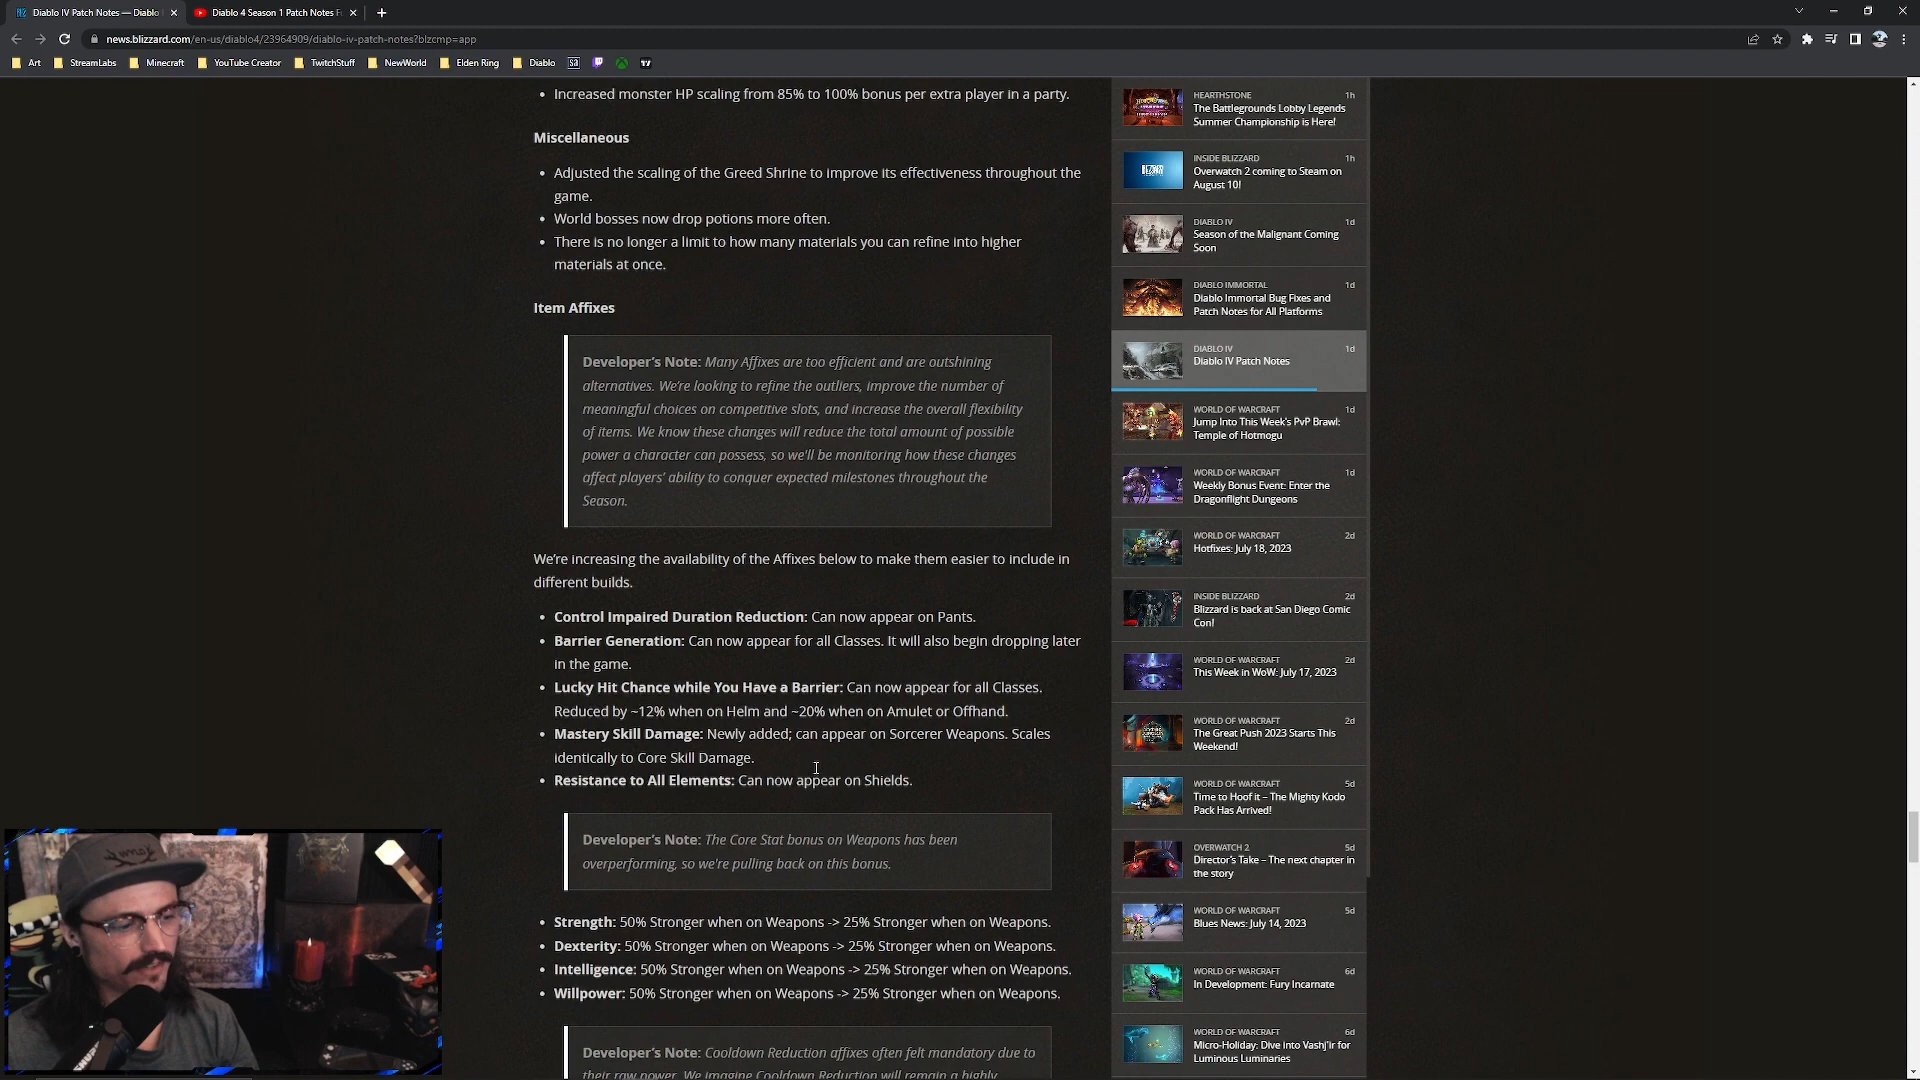 Diablo IV Patch Notes — Diablo
Diablo 4 Season 1 Patch Notes F
news.blizzard.com/en-us/diablo4/23964909/diablo-iv-patch-notes?blzcmp=app
Art
StreamLabs
Minecraft
YouTube Creator
TwitchStuff
NewWorld
Elden Ring
Diablo
• Increased monster HP scaling from 85% to 100% bonus per extra player in a party.
Miscellaneous
• Adjusted the scaling of the Greed Shrine to improve its effectiveness throughout the
game.
• World bosses now drop potions more often.
• There is no longer a limit to how many materials you can refine into higher
materials at once.
Item Affixes
Developer’s Note: Many Affixes are too efficient and are outshining
alternatives. We’re looking to refine the outliers, improve the number of
meaningful choices on competitive slots, and increase the overall flexibility
of items. We know these changes will reduce the total amount of possible
power a character can possess, so we'll be monitoring how these changes
affect players’ ability to conquer expected milestones throughout the
Season.
We’re increasing the availability of the Affixes below to make them easier to include in
different builds.
• Control Impaired Duration Reduction: Can now appear on Pants.
• Barrier Generation: Can now appear for all Classes. It will also begin dropping later
in the game.
• Lucky Hit Chance while You Have a Barrier: Can now appear for all Classes.
Reduced by ~12% when on Helm and ~20% when on Amulet or Offhand.
• Mastery Skill Damage: Newly added; can appear on Sorcerer Weapons. Scales
identically to Core Skill Damage.
• Resistance to All Elements: Can now appear on Shields.
Developer’s Note: The Core Stat bonus on Weapons has been
overperforming, so we're pulling back on this bonus.
• Strength: 50% Stronger when on Weapons -> 25% Stronger when on Weapons.
• Dexterity: 50% Stronger when on Weapons -> 25% Stronger when on Weapons.
• Intelligence: 50% Stronger when on Weapons -> 25% Stronger when on Weapons.
• Willpower: 50% Stronger when on Weapons -> 25% Stronger when on Weapons.
Developer’s Note: Cooldown Reduction affixes often felt mandatory due to
their raw power. We imagine Cooldown Reduction will remain a highly
HEARTHSTONE 1h
The Battlegrounds Lobby Legends
Summer Championship is Here!
INSIDE BLIZZARD 1h
Overwatch 2 coming to Steam on
August 10!
DIABLO IV 1d
Season of the Malignant Coming
Soon
DIABLO IMMORTAL 1d
Diablo Immortal Bug Fixes and
Patch Notes for All Platforms
DIABLO IV 1d
Diablo IV Patch Notes
WORLD OF WARCRAFT 1d
Jump Into This Week's PvP Brawl:
Temple of Hotmogu
WORLD OF WARCRAFT 1d
Weekly Bonus Event: Enter the
Dragonflight Dungeons
WORLD OF WARCRAFT 2d
Hotfixes: July 18, 2023
INSIDE BLIZZARD 2d
Blizzard is back at San Diego Comic
Con!
WORLD OF WARCRAFT 2d
This Week in WoW: July 17, 2023
WORLD OF WARCRAFT 2d
The Great Push 2023 Starts This
Weekend!
WORLD OF WARCRAFT 5d
Time to Hoof it – The Mighty Kodo
Pack Has Arrived!
OVERWATCH 2 5d
Director's Take – The next chapter in
the story
WORLD OF WARCRAFT 5d
Blues News: July 14, 2023
WORLD OF WARCRAFT 6d
In Development: Fury Incarnate
WORLD OF WARCRAFT 6d
Micro-Holiday: Dive into Vashj'ir for
Luminous Luminaries